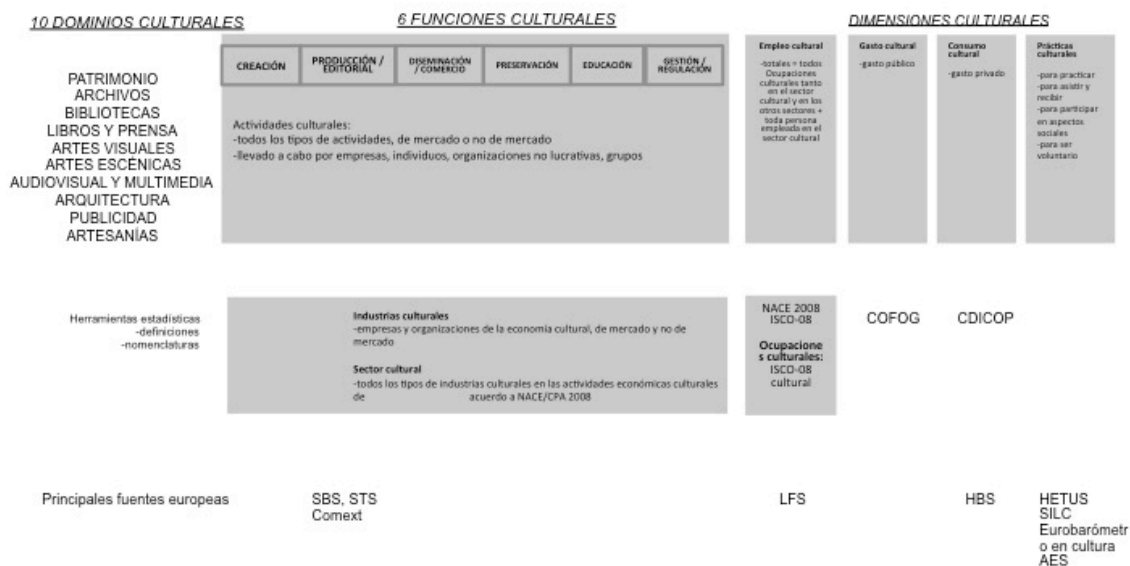 10 DOMINIOS CULTURALES
6 FUNCIONES CULTURALES
DIMENSIONES CULTURALES
PATRIMONIO
ARCHIVOS
BIBLIOTECAS
LIBROS Y PRENSA
ARTES VISUALES
ARTES ESCÉNICAS
AUDIOVISUAL Y MULTIMEDIA
ARQUITECTURA
PUBLICIDAD
ARTESANÍAS
CREACIÓN
PRODUCCIÓN /
EDITORIAL
DISEMINACIÓN
/ COMERCIO
PRESERVACIÓN
EDUCACIÓN
GESTIÓN /
REGULACIÓN
Actividades culturales:
-todos los tipos de actividades, de mercado o no de mercado
-llevado a cabo por empresas, individuos, organizaciones no lucrativas, grupos
Empleo cultural
-totales = todos
Ocupaciones
culturales tanto
en el sector
cultural y en los
otros sectores +
toda persona
empleada en el
sector cultural
Gasto cultural
-gasto público
Consumo
cultural
-gasto privado
Prácticas
culturales
-para practicar
-para asistir y
recibir
-para participar
en aspectos
sociales
-para ser
voluntario
Herramientas estadísticas
-definiciones
-nomenclaturas
Industrias culturales
-empresas y organizaciones de la economía cultural, de mercado y no de
mercado
Sector cultural
-todos los tipos de industrias culturales en las actividades económicas culturales
de acuerdo a NACE/CPA 2008
NACE 2008
ISCO-08
Ocupacione
s culturales:
ISCO-08
cultural
COFOG
CDICOP
Principales fuentes europeas
SBS, STS
Comext
LFS
HBS
HETUS
SILC
Eurobarómetr
o en cultura
AES